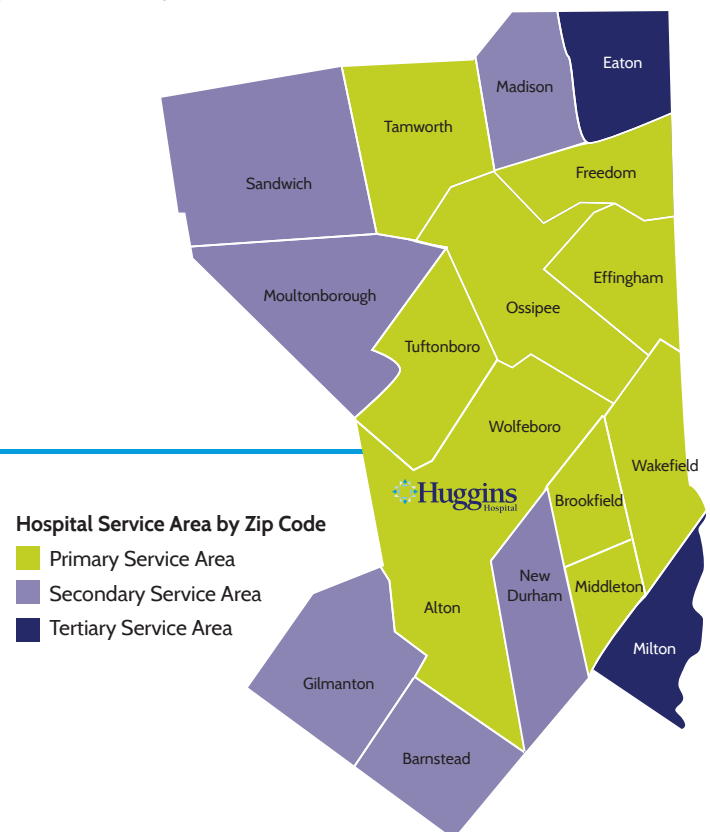 Eaton
Madison
Tamworth
Freedom
Sandwich
Effingham
Moultonborough
Ossipee
Tuftonboro
Wolfeboro
Wakefield
Huggins
Hospital
Brookfield
Hospital Service Area by Zip Code
Primary Service Area
Secondary Service Area
Tertiary Service Area
New
Durham
Middleton
Alton
Milton
Gilmanton
Barnstead